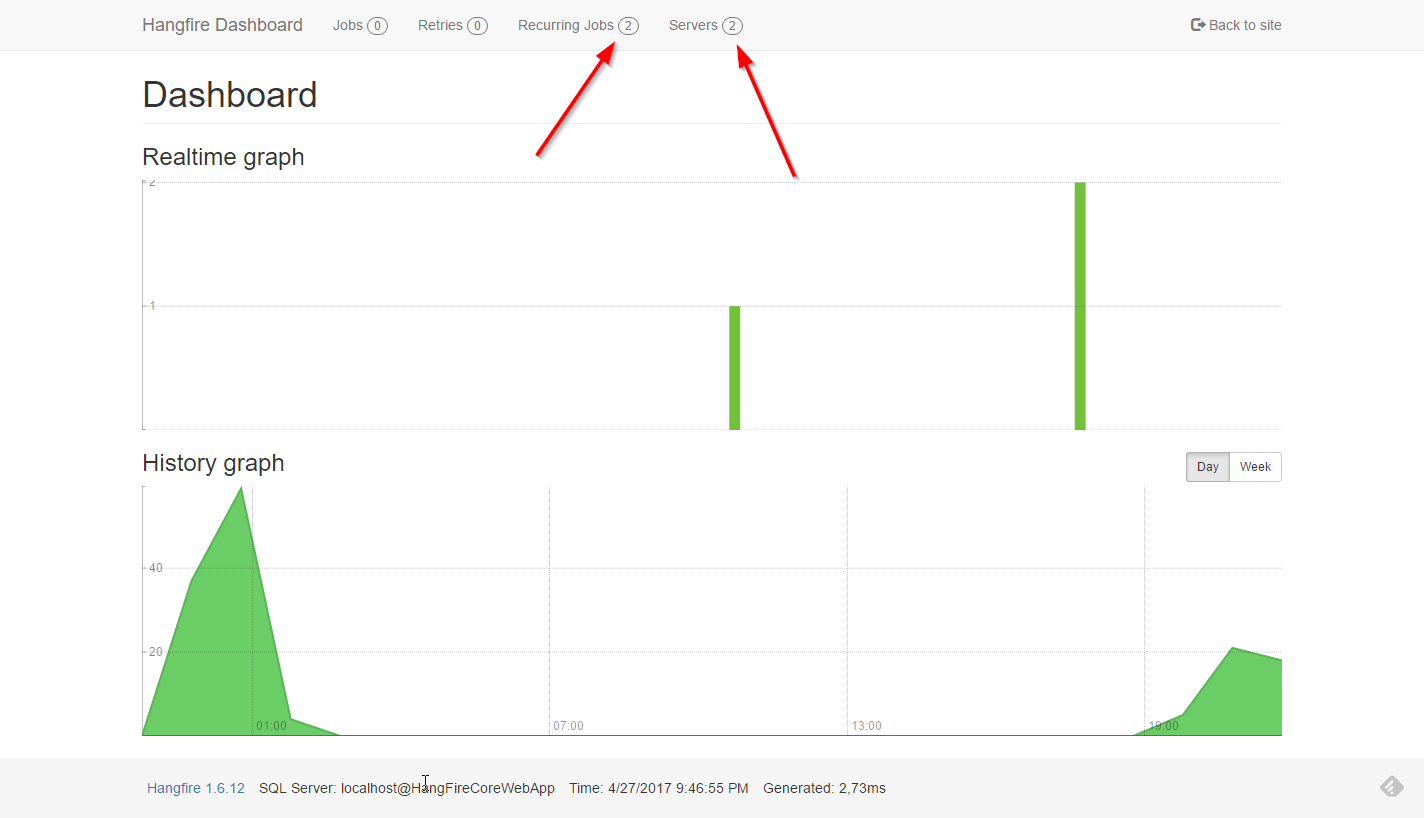 Hangfire Dashboard Jobs 0 Retries 0 Recurring Jobs 2 Servers 2 Back to site
Dashboard
Realtime graph
2
1
History graph Day Week
40
20
01:00 07:00 13:00 19:00
Hangfire 1.6.12 SQL Server: localhost@HangFireCoreWebApp Time: 4/27/2017 9:46:55 PM Generated: 2,73ms